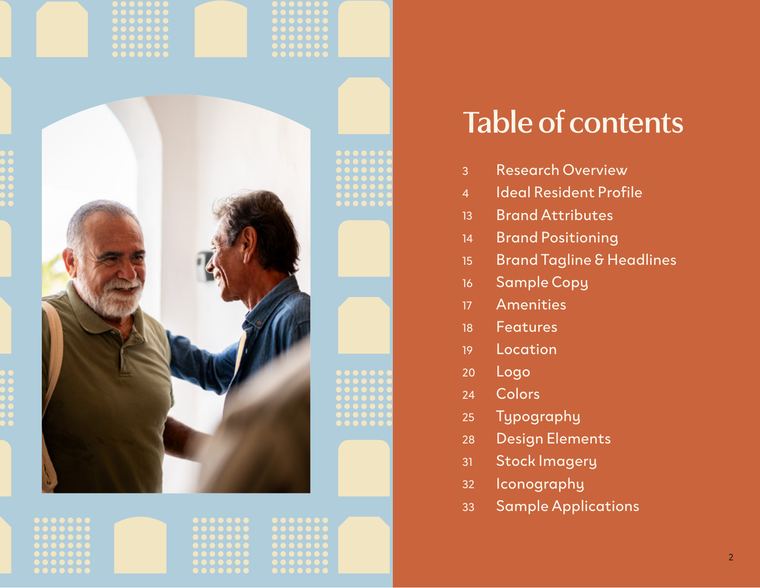 Table of contents
3 Research Overview
4 Ideal Resident Profile
13 Brand Attributes
14 Brand Positioning
15 Brand Tagline & Headlines
16 Sample Copy
17 Amenities
18 Features
19 Location
20 Logo
24 Colors
25 Typography
28 Design Elements
31 Stock Imagery
32 Iconography
33 Sample Applications
2